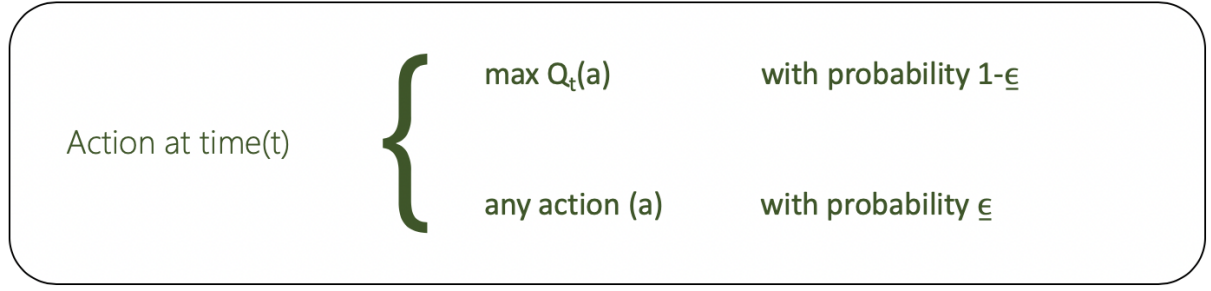 max Qt(a) with probability 1-ϵ
Action at time(t)
any action (a) with probability ϵ